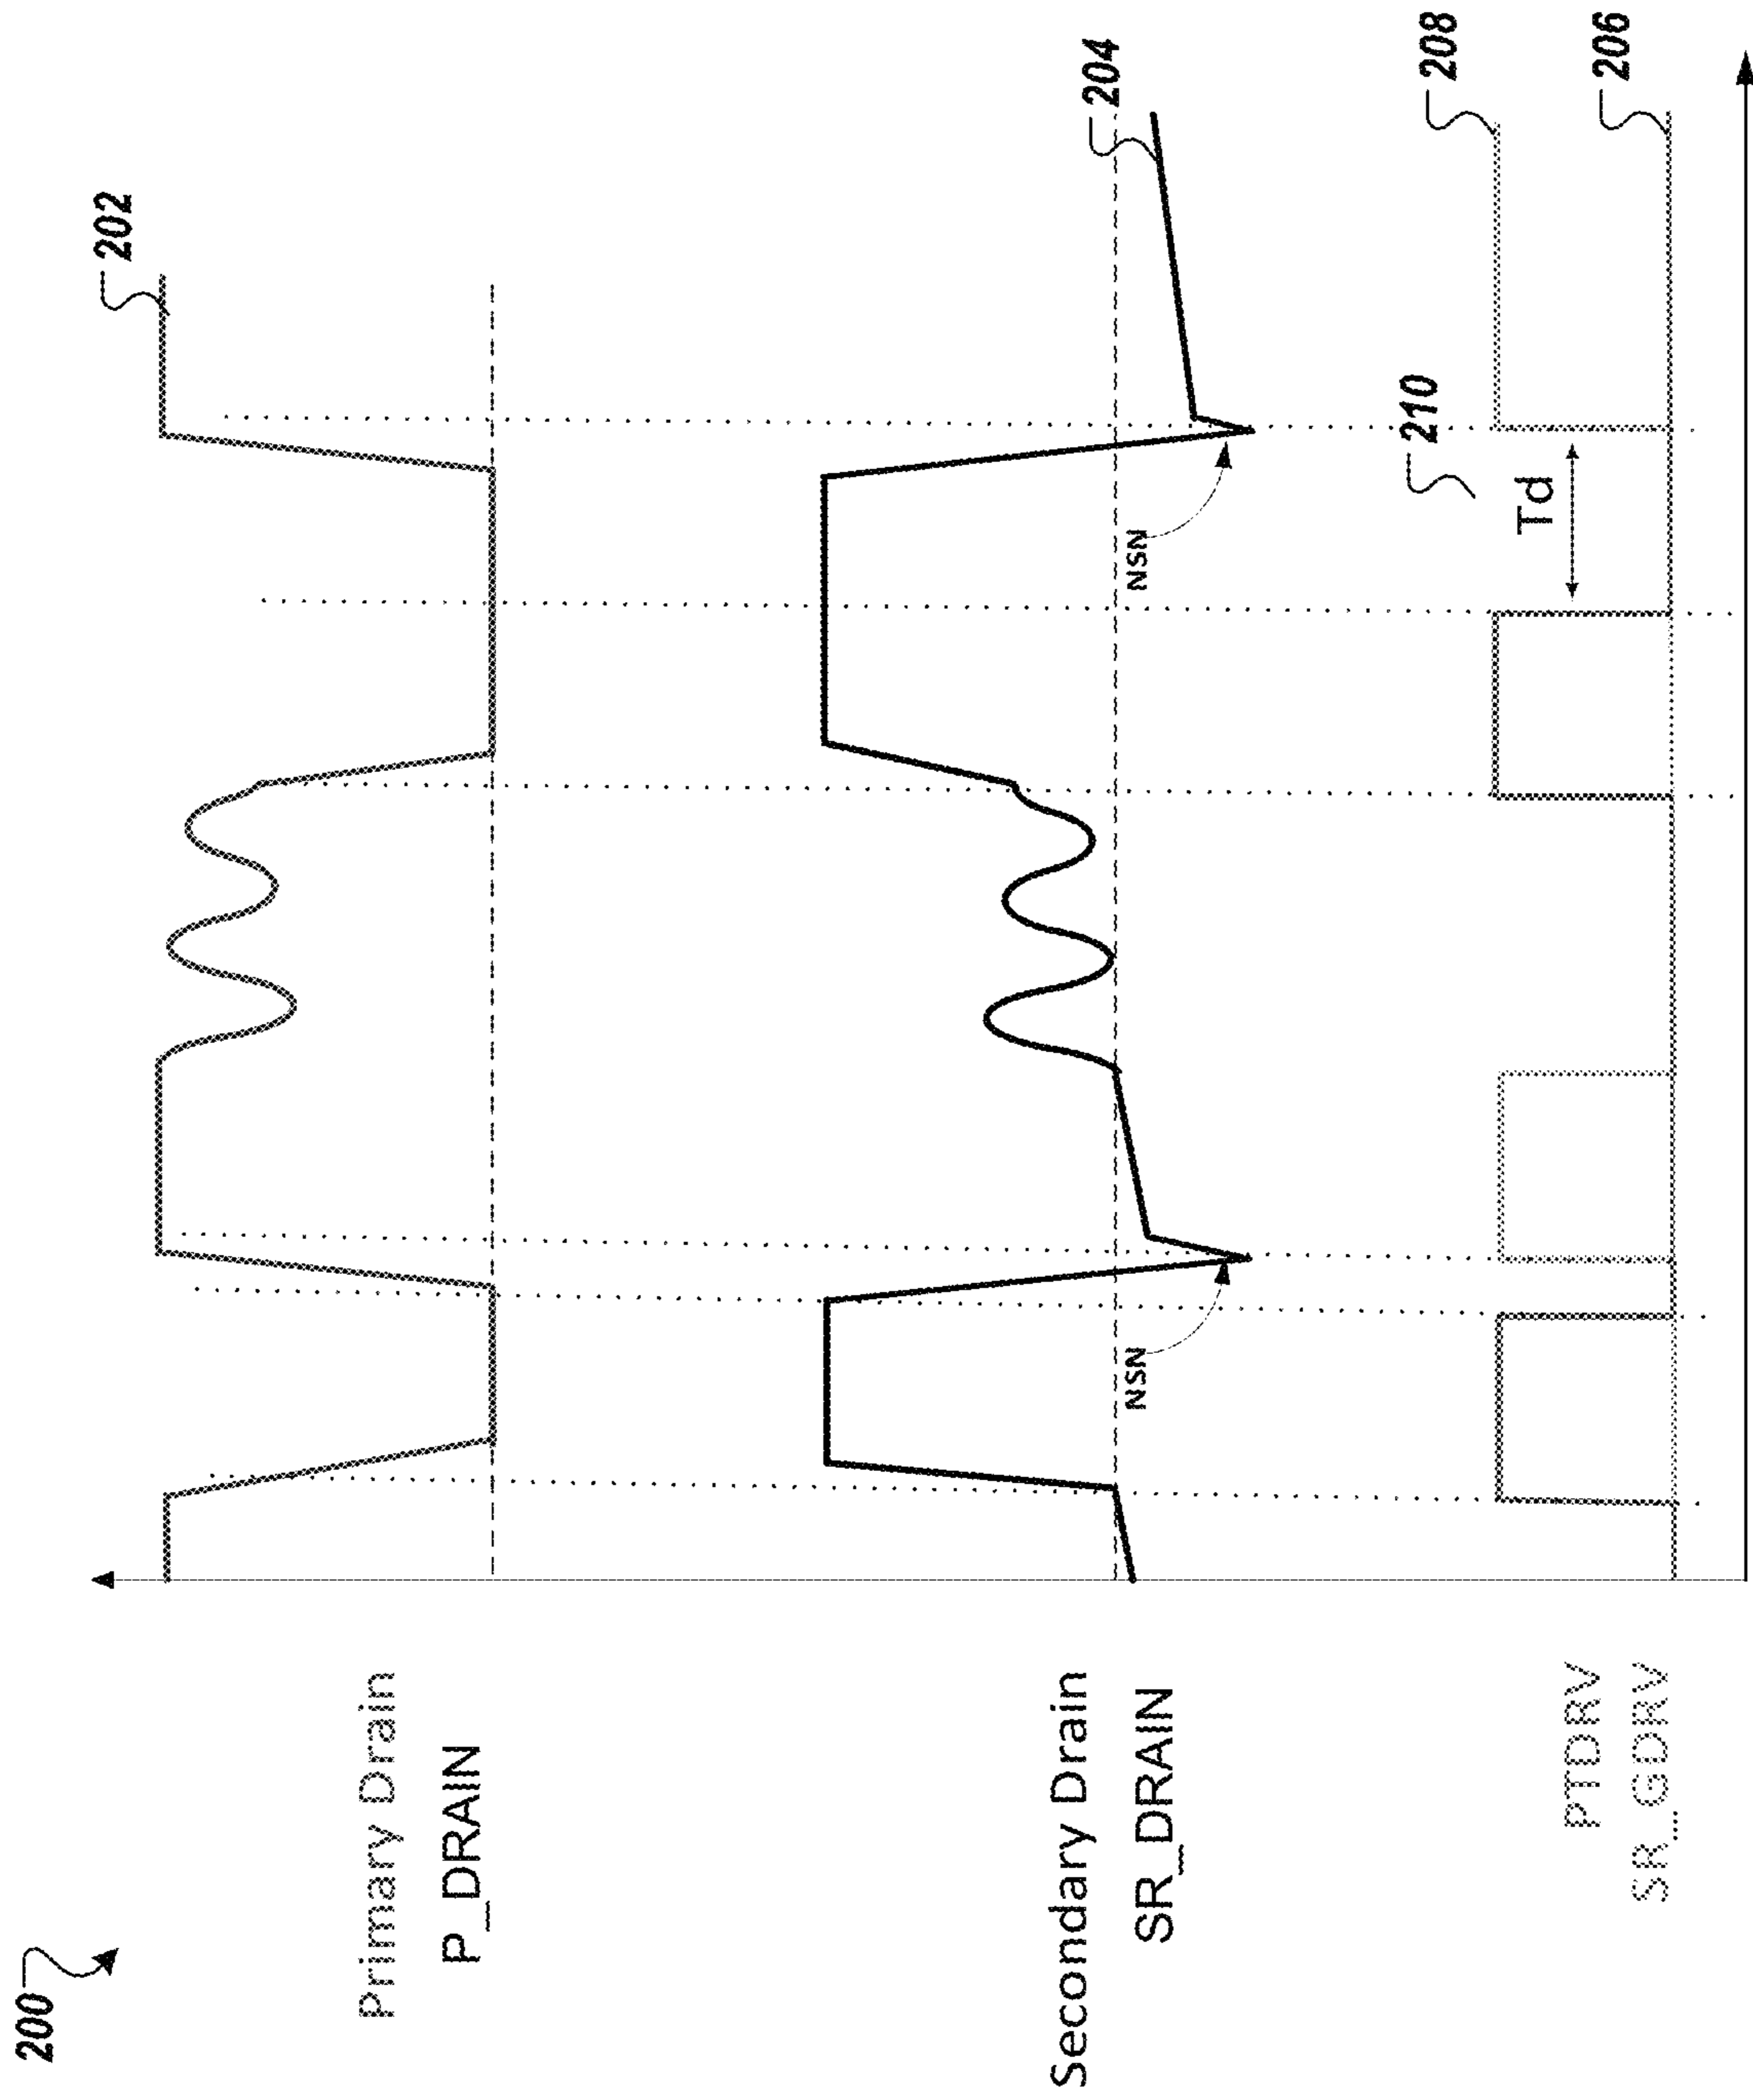 200
202
Primary Drain
P_DRAIN
204
Secondary Drain
SR_DRAIN
NSN
NSN
208
210
Td
PTDRV
SR_GDRV
206